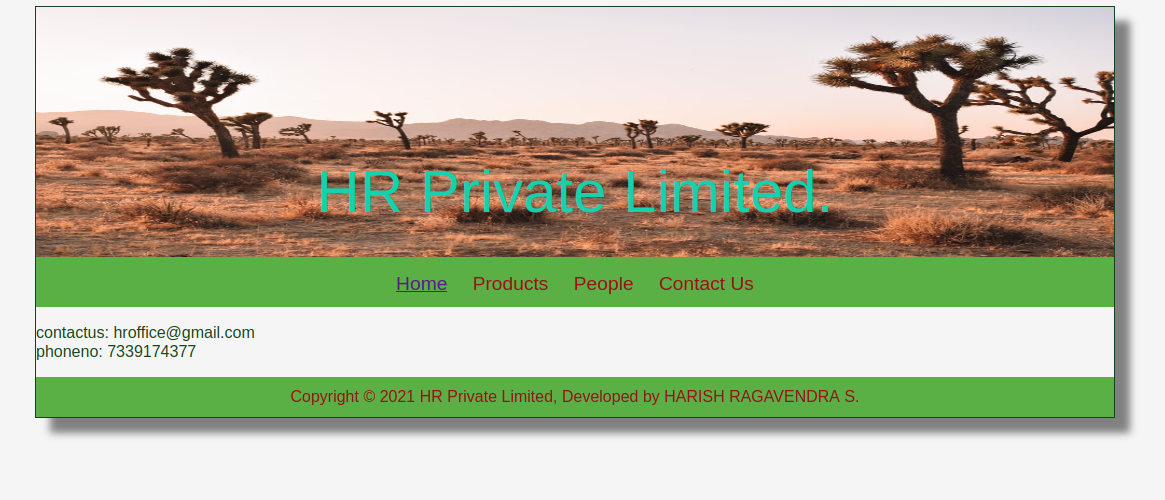 HR Private Limited.
Home Products People Contact Us
contactus: hroffice@gmail.com
phoneno: 7339174377
Copyright © 2021 HR Private Limited, Developed by HARISH RAGAVENDRA S.